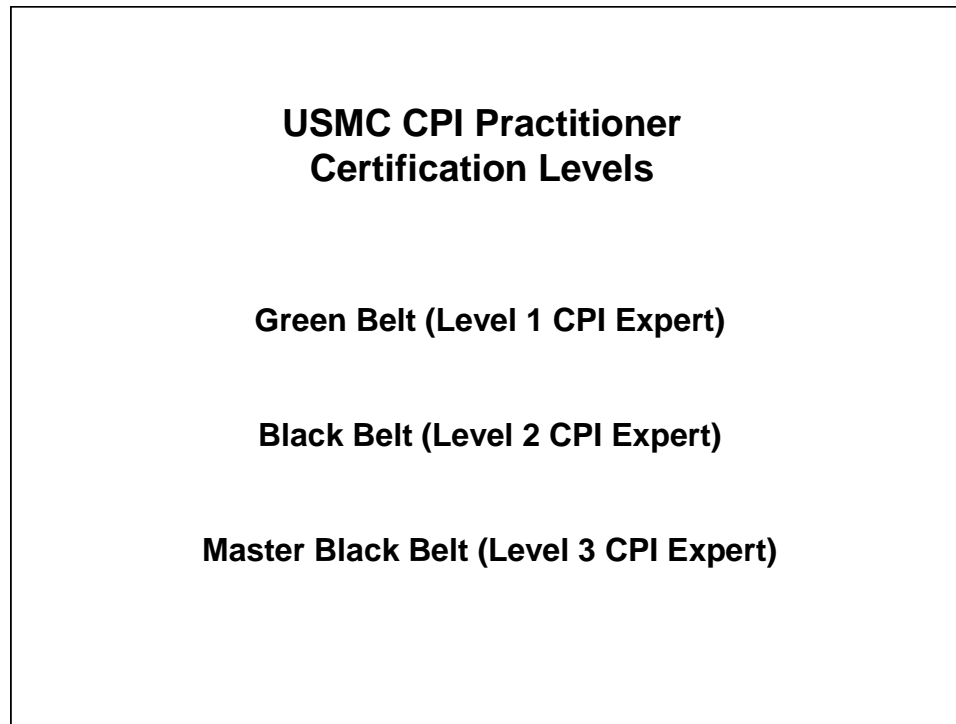 USMC CPI Practitioner
Certification Levels
Green Belt (Level 1 CPI Expert)
Black Belt (Level 2 CPI Expert)
Master Black Belt (Level 3 CPI Expert)